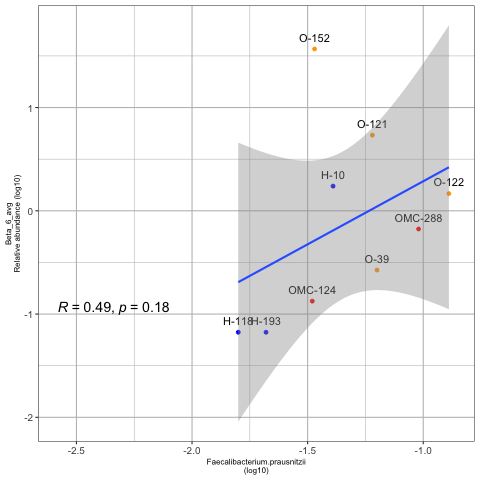 O-152
O-121
H-10
O-122
OMC-288
O-39
OMC-124
H-118
H-193
R = 0.49, p = 0.18
1
0
-1
-2
-2.5
-2.0
-1.5
-1.0
Beta_6_avg
Relative abundance (log10)
Faecalibacterium.prausnitzii
(log10)